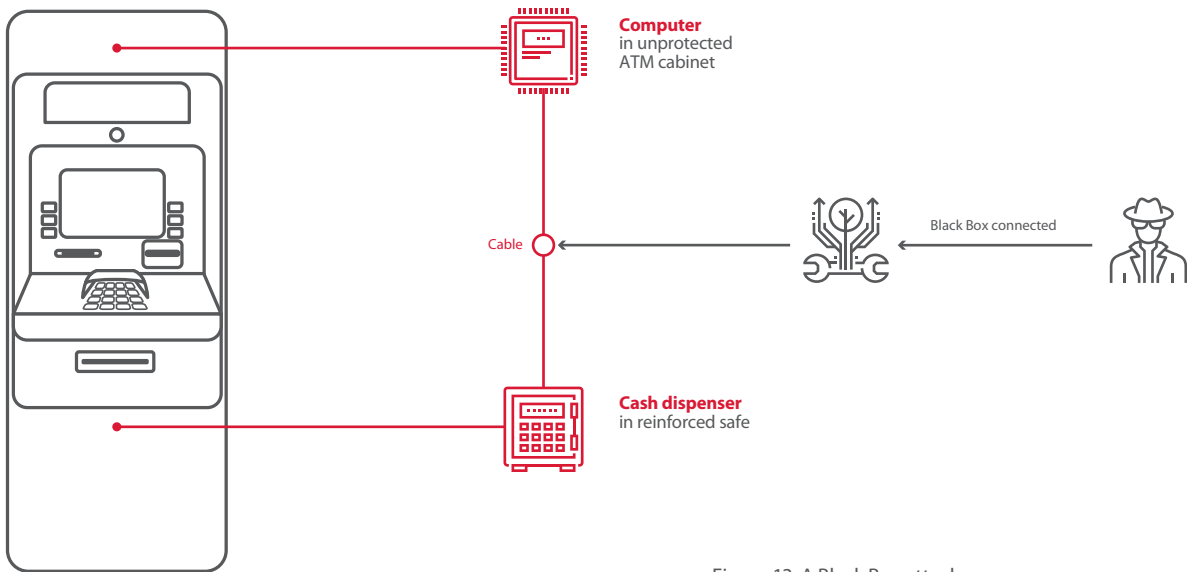 Computer
in unprotected
ATM cabinet
Black Box connected
Cable
Cash dispenser
in reinforced safe